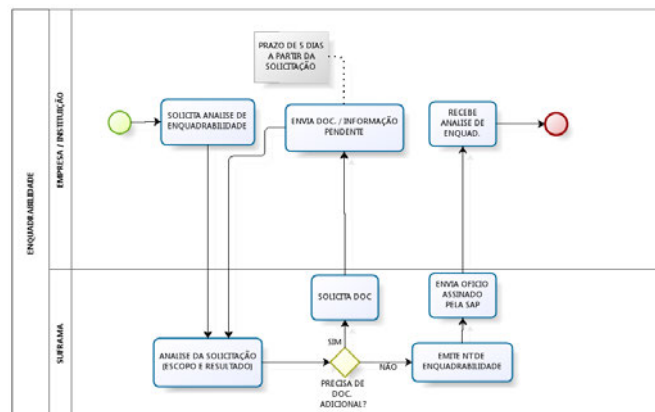 ENQUADRABILIDADE
EMPRESA / INSTITUIÇÃO
PRAZO DE 5 DIAS
A PARTIR DA
SOLICITAÇÃO
SOLICITA ANALISE DE
ENQUADRABILIDADE
ENVIA DOC. / INFORMAÇÃO
PENDENTE
RECEBE
ANALISE DE
ENQUAD.
SUFRAMA
SOLICITA DOC
ENVIA OFICIO
ASSINADO
PELA SAP
SIM
ANALISE DA SOLICITAÇÃO
(ESCOPO E RESULTADO)
NÃO
EMITE NT DE
ENQUADRABILIDADE
PRECISA DE
DOC.
ADICIONAL?